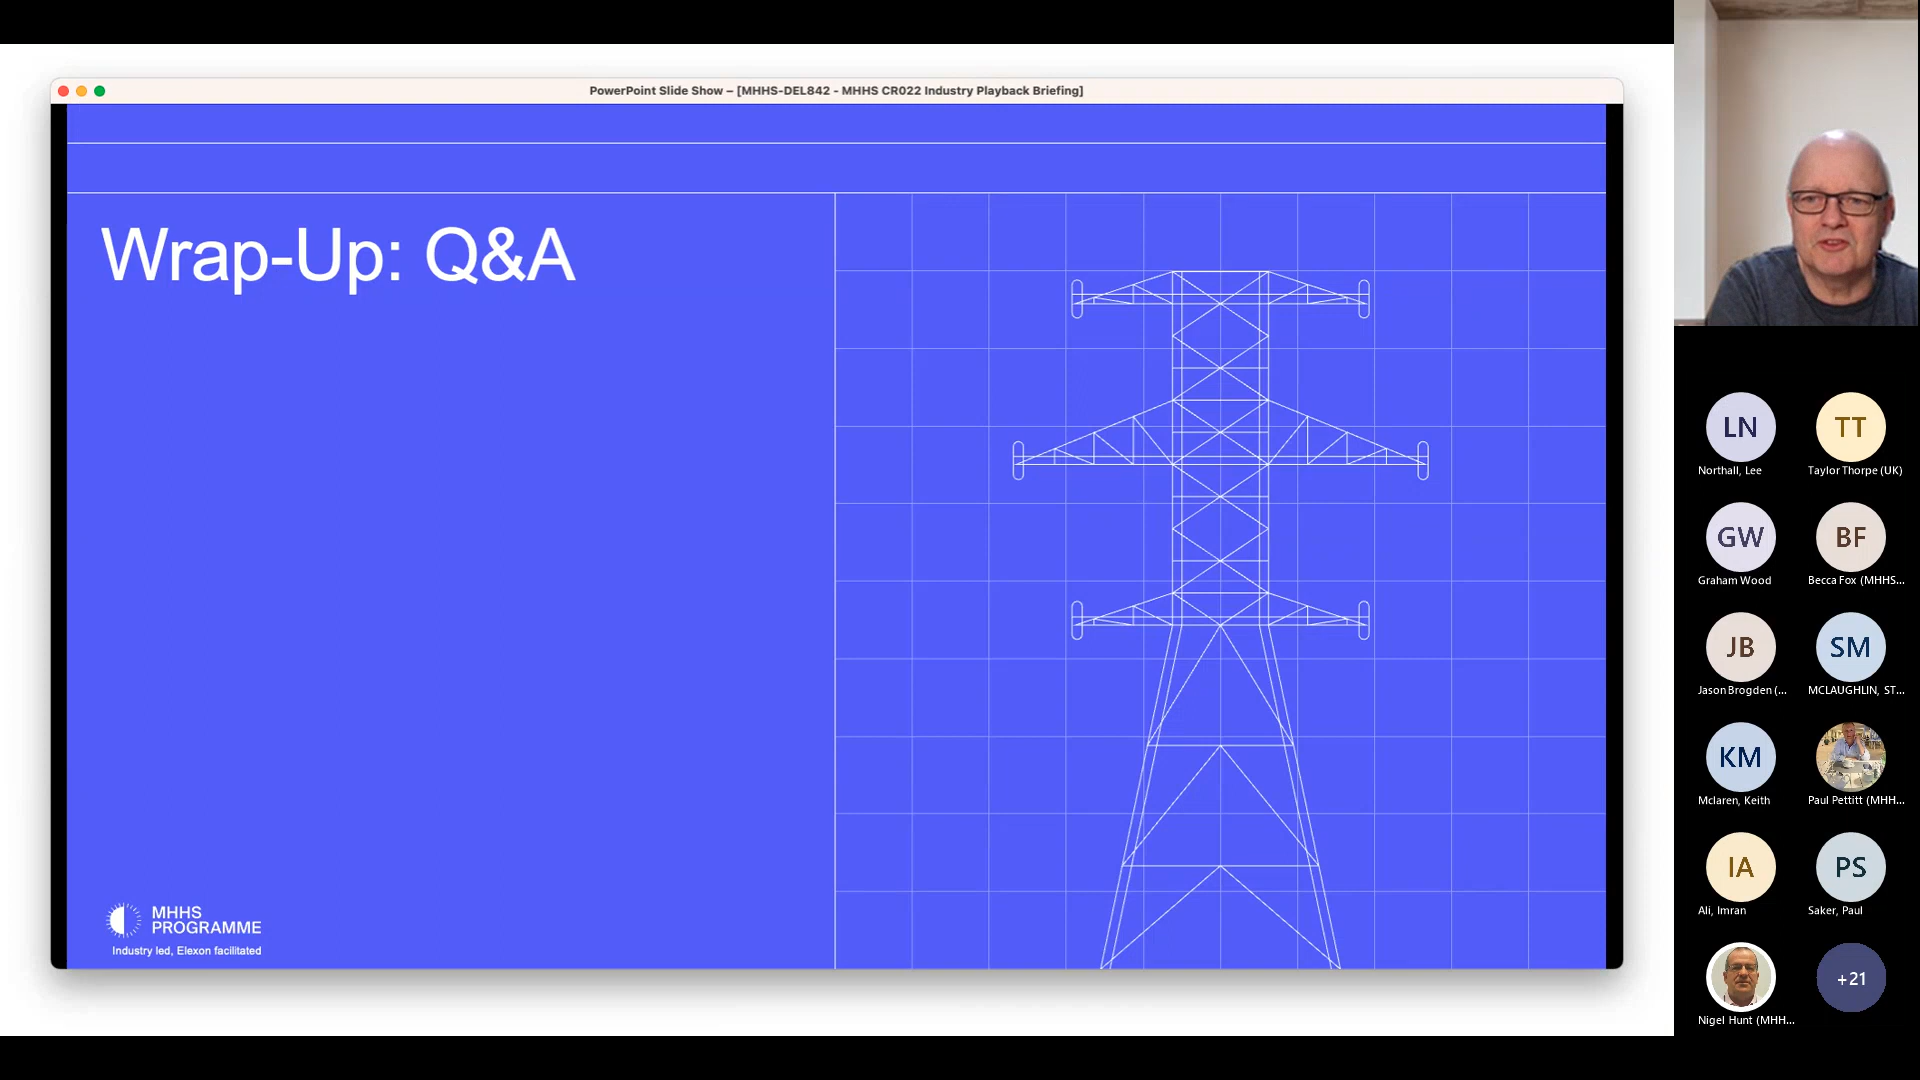 PowerPoint Slide Show – [MHHS-DEL842 - MHHS CR022 Industry Playback Briefing]
Wrap-Up: Q&A
MHHS
PROGRAMME
Industry led, Elexon facilitated
LN
TT
Northall, Lee
Taylor Thorpe (UK)
GW
BF
Graham Wood
Becca Fox (MHHS...
JB
SM
Jason Brogden (...
MCLAUGHLIN, ST...
KM
Mclaren, Keith
Paul Pettitt (MHH...
IA
PS
Ali, Imran
Saker, Paul
+21
Nigel Hunt (MHH...